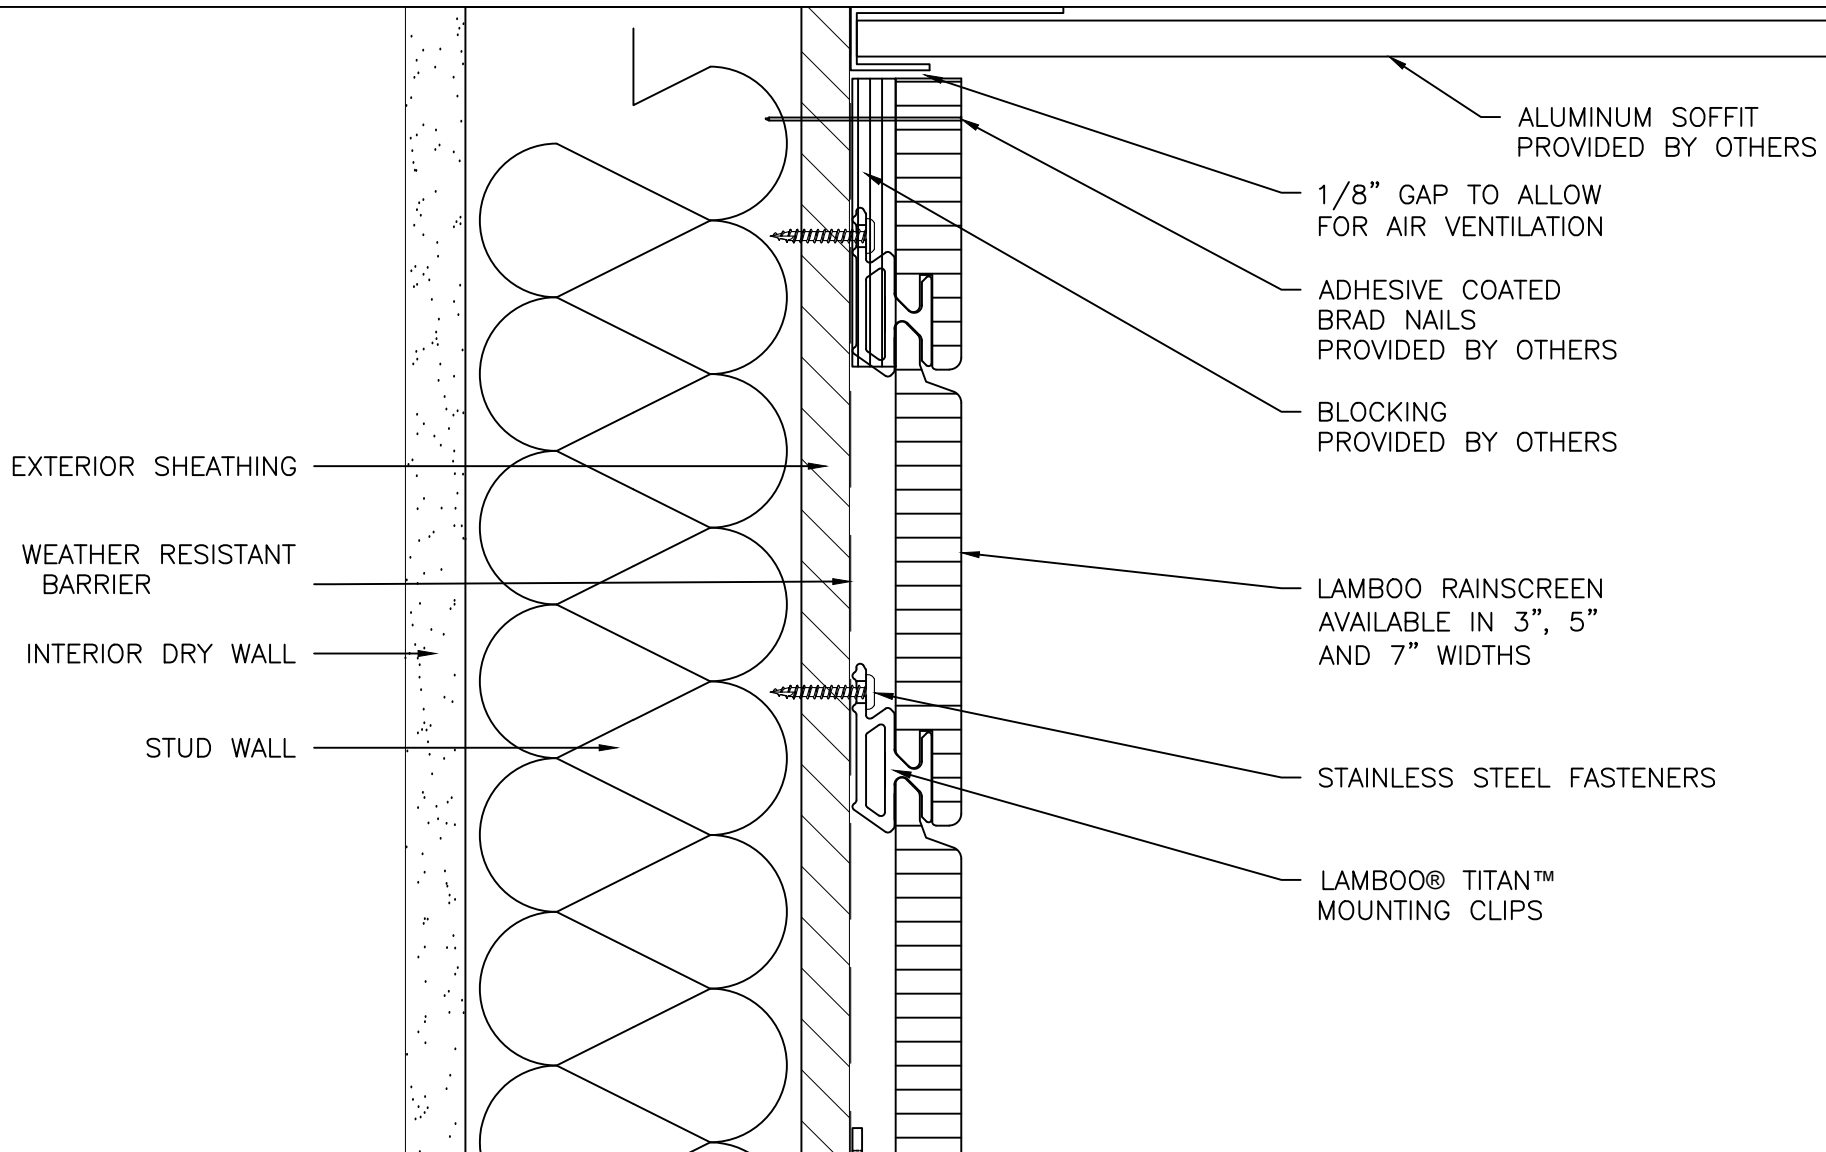 ALUMINUM SOFFIT
PROVIDED BY OTHERS
1/8” GAP TO ALLOW
FOR AIR VENTILATION
ADHESIVE COATED
BRAD NAILS
PROVIDED BY OTHERS
BLOCKING
PROVIDED BY OTHERS
EXTERIOR SHEATHING
WEATHER RESISTANT
BARRIER
INTERIOR DRY WALL
STUD WALL
LAMBOO RAINSCREEN
AVAILABLE IN 3”, 5”
AND 7” WIDTHS
STAINLESS STEEL FASTENERS
LAMBOO® TITAN™
MOUNTING CLIPS